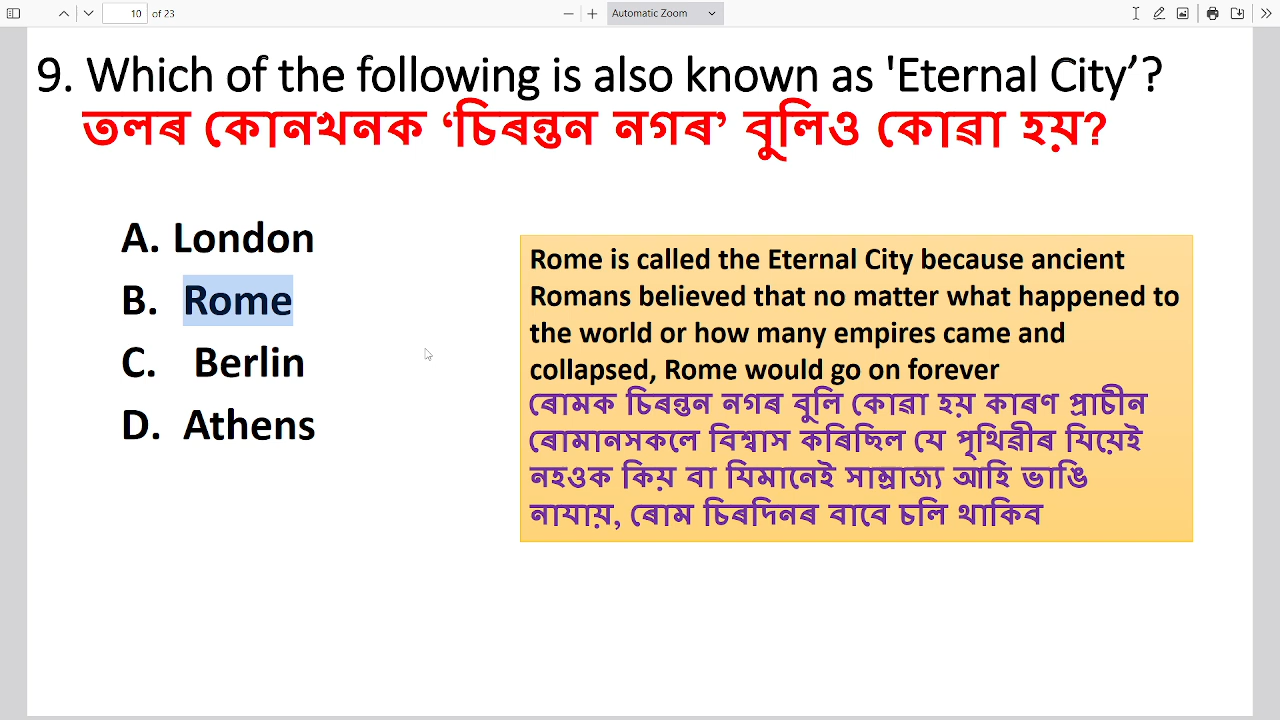 10 of 23 Automatic Zoom
9. Which of the following is also known as 'Eternal City’?
তলৰ কোনখনক ‘চিৰন্তন নগৰ’ বুলিও কোৱা হয়?
A. London
B. Rome
C. Berlin
D. Athens
Rome is called the Eternal City because ancient
Romans believed that no matter what happened to
the world or how many empires came and
collapsed, Rome would go on forever
ৰোমক চিৰন্তন নগৰ বুলি কোৱা হয় কাৰণ প্ৰাচীন
ৰোমানসকলে বিশ্বাস কৰিছিল যে পৃথিৱীৰ যিয়েই
নহওক কিয় বা যিমানেই সাম্ৰাজ্য আহি ভাঙি
নাযায়, ৰোম চিৰদিনৰ বাবে চলি থাকিব